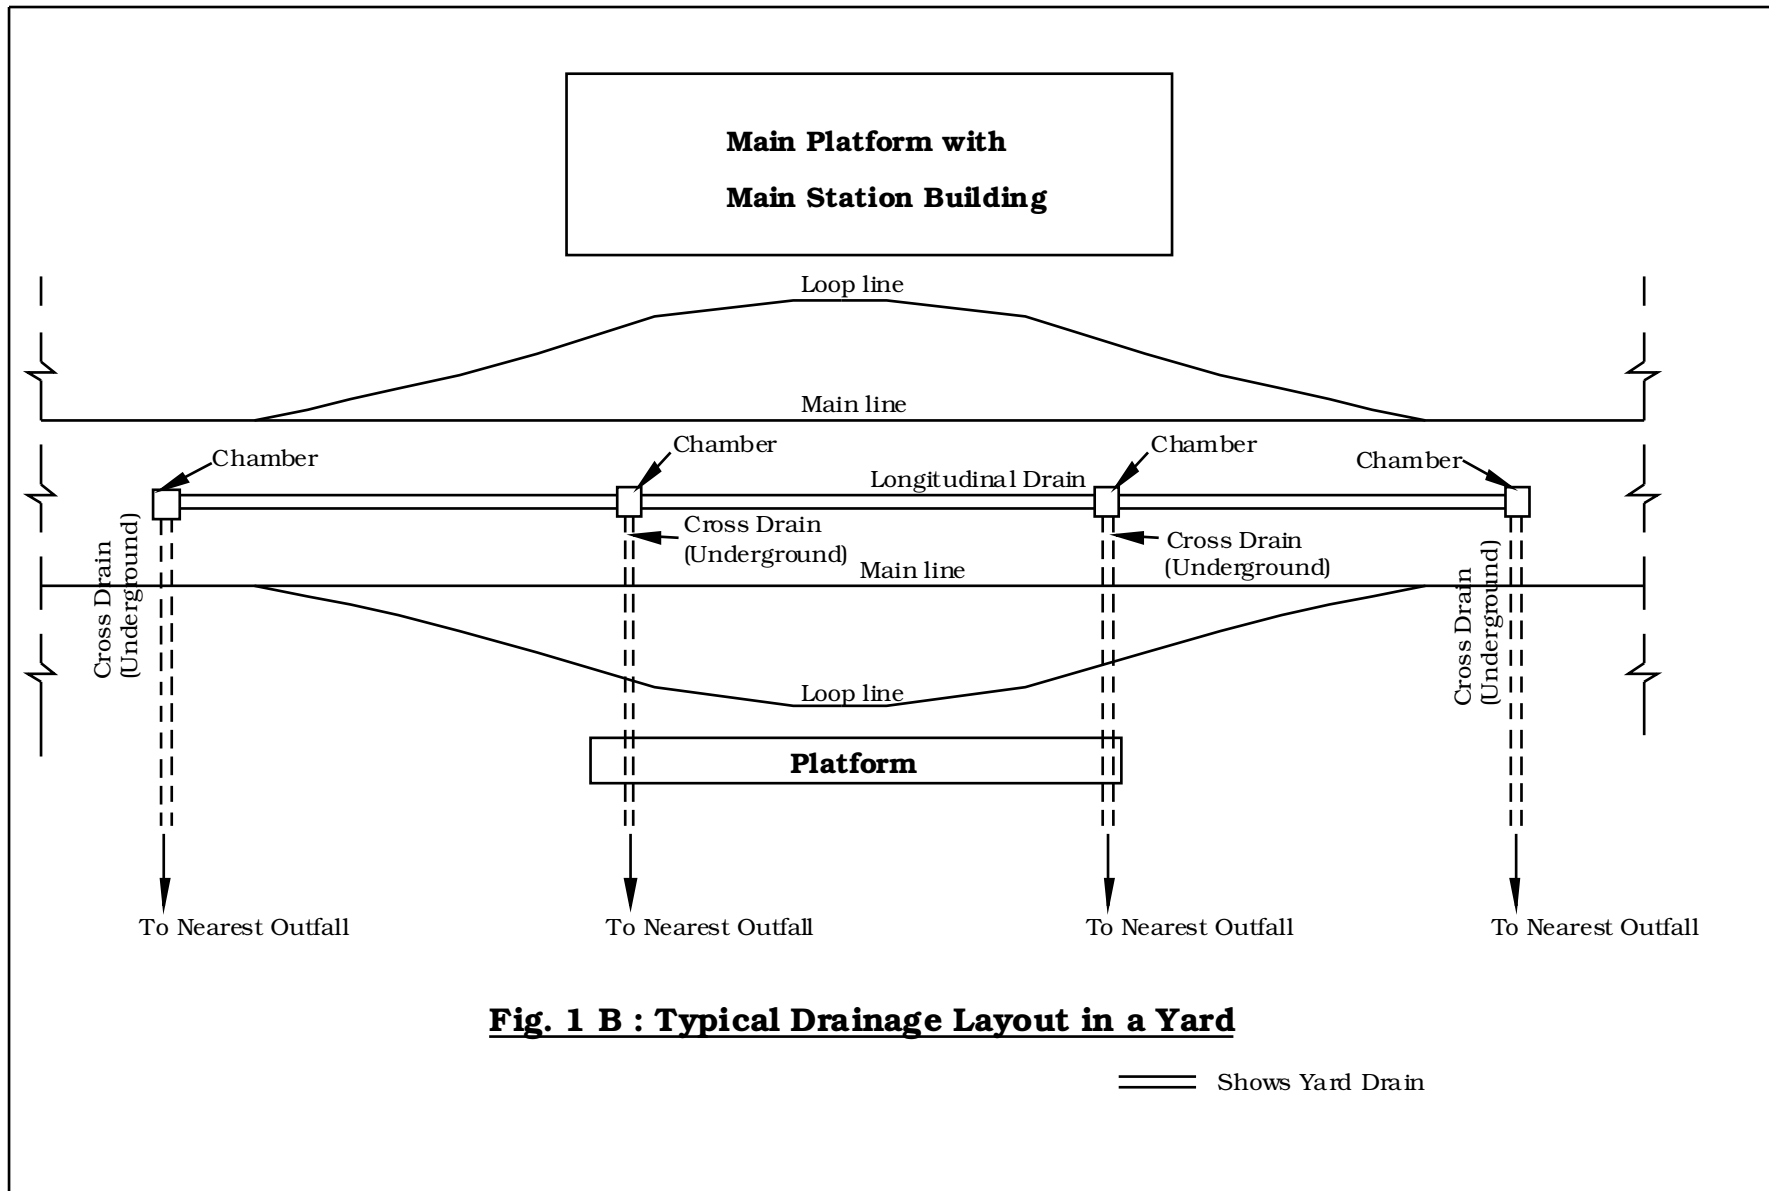 Main Platform with
Main Station Building
Loop line
Main line
Chamber
Chamber
Chamber
Chamber
Longitudinal Drain
Cross Drain
(Underground)
Cross Drain
(Underground)
Cross Drain
(Underground)
Cross Drain
(Underground)
Main line
Loop line
Platform
To Nearest Outfall
To Nearest Outfall
To Nearest Outfall
To Nearest Outfall
Fig. 1 B : Typical Drainage Layout in a Yard
Shows Yard Drain